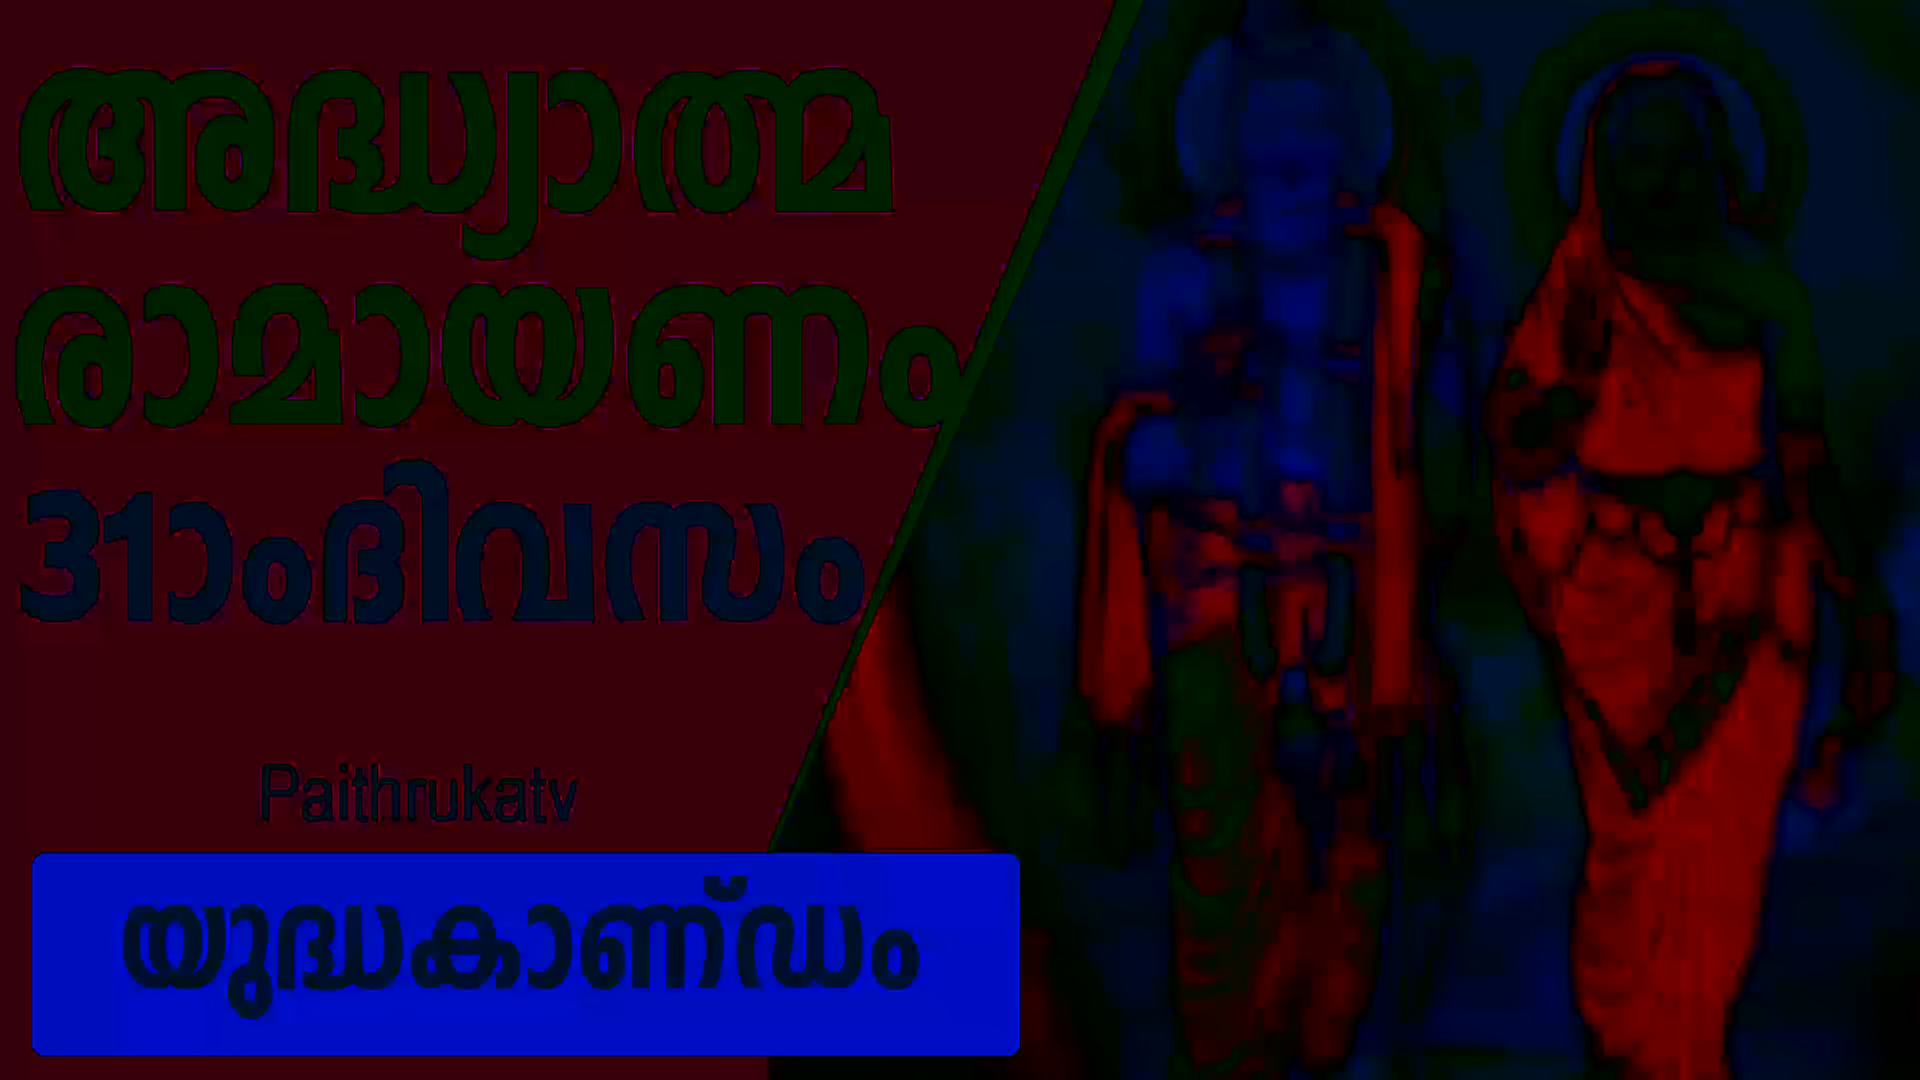 അദ്ധ്യാത്മ
രാമായണം
31ാംദിവസം
Paithrukatv
യുദ്ധകാണ്ഡം